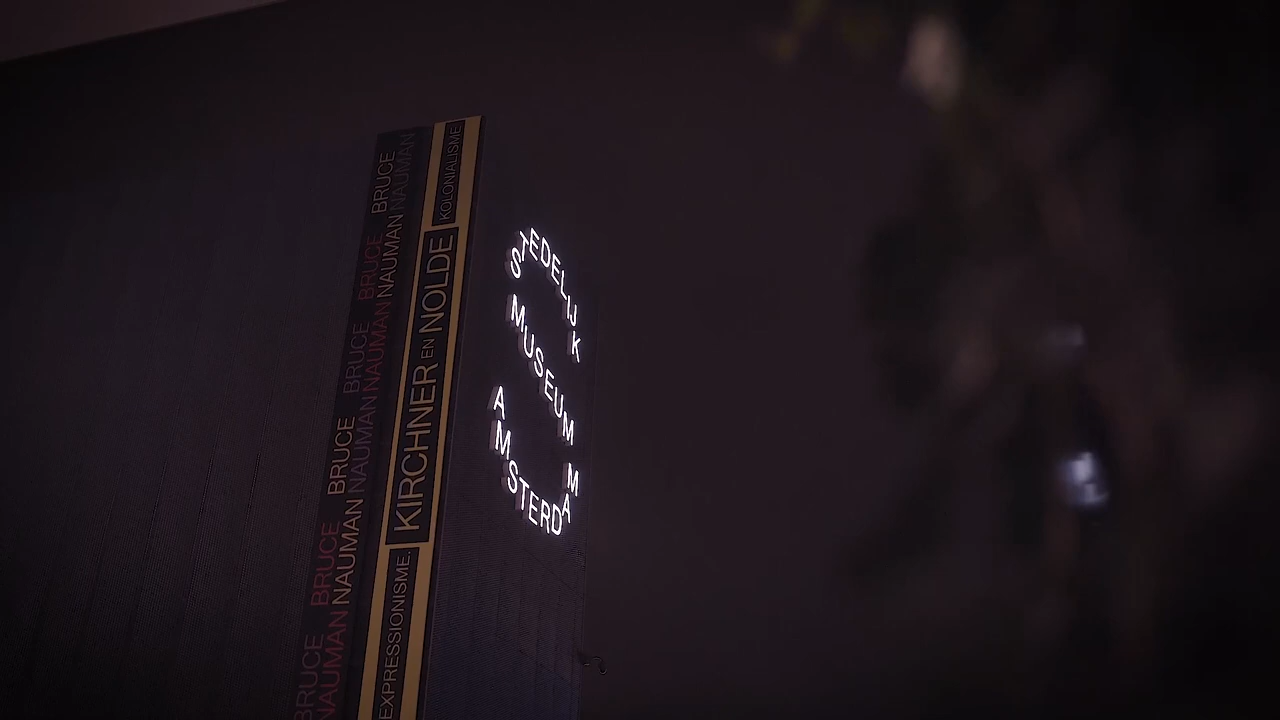 BRUCE NAUMAN
BRUCE NAUMAN
BRUCE NAUMAN
BRUCE NAUMAN
BRUCE NAUMAN
BRUCE NAUMAN
EXPRESSIONISME.
KIRCHNER EN NOLDE
KOLONIALISME
STEDELIJK
MUSEUM
AMSTERDAM